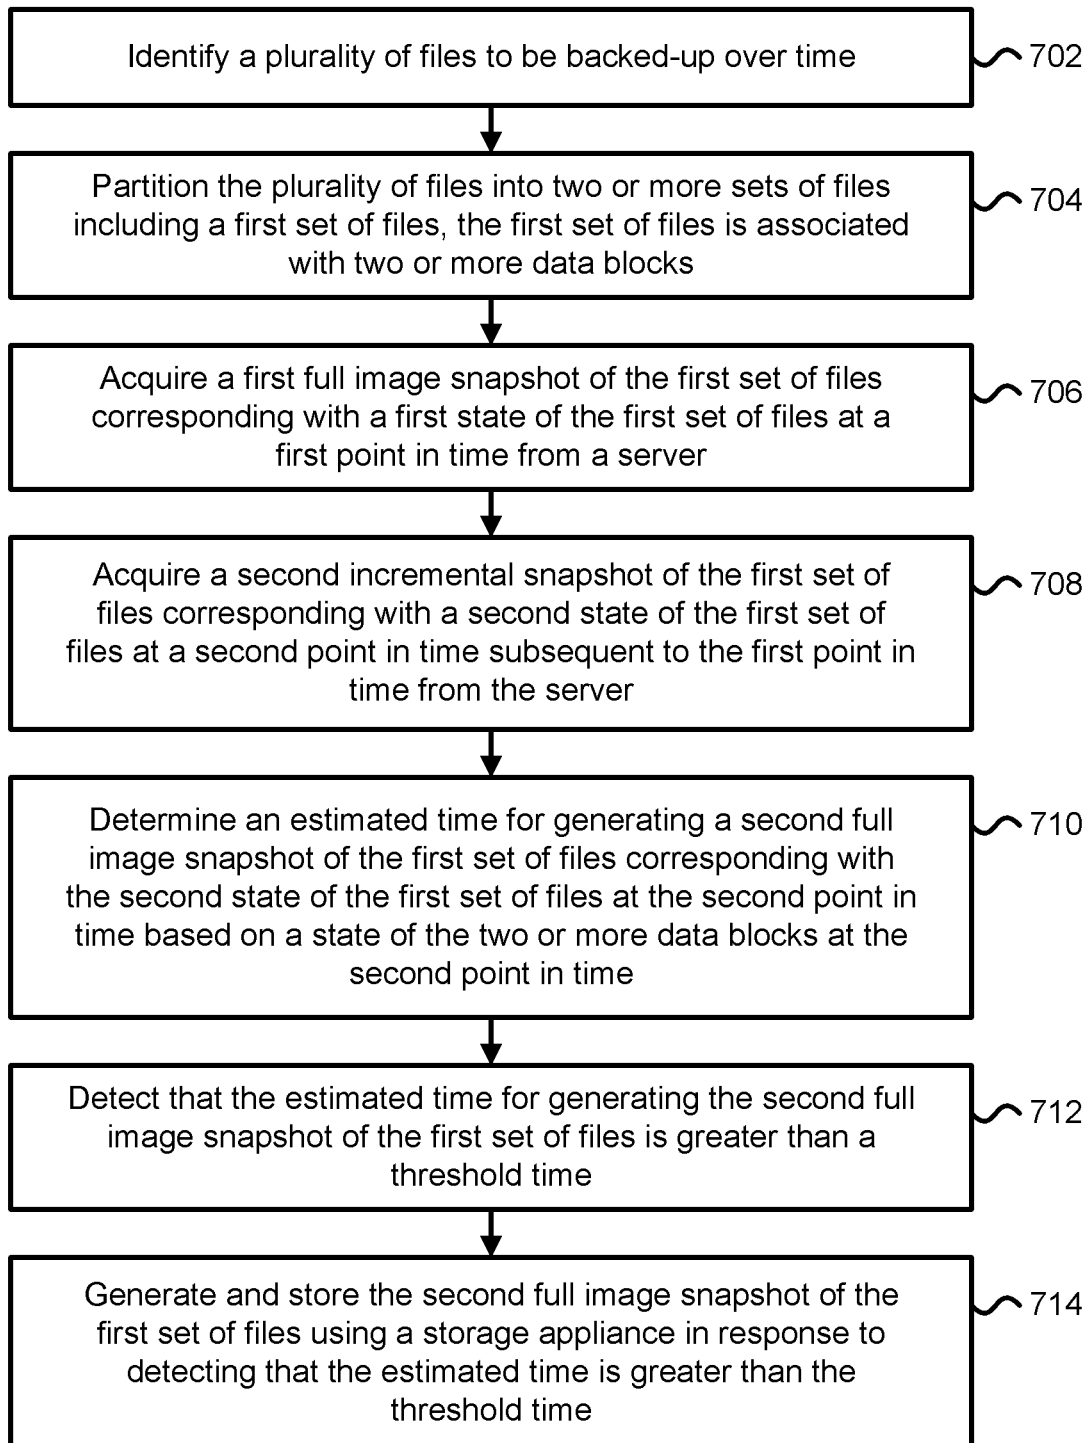 Identify a plurality of files to be backed-up over time
702
Partition the plurality of files into two or more sets of files
including a first set of files, the first set of files is associated
with two or more data blocks
704
Acquire a first full image snapshot of the first set of files
corresponding with a first state of the first set of files at a
first point in time from a server
706
Acquire a second incremental snapshot of the first set of
files corresponding with a second state of the first set of
files at a second point in time subsequent to the first point in
time from the server
708
Determine an estimated time for generating a second full
image snapshot of the first set of files corresponding with
the second state of the first set of files at the second point in
time based on a state of the two or more data blocks at the
second point in time
710
Detect that the estimated time for generating the second full
image snapshot of the first set of files is greater than a
threshold time
712
Generate and store the second full image snapshot of the
first set of files using a storage appliance in response to
detecting that the estimated time is greater than the
threshold time
714